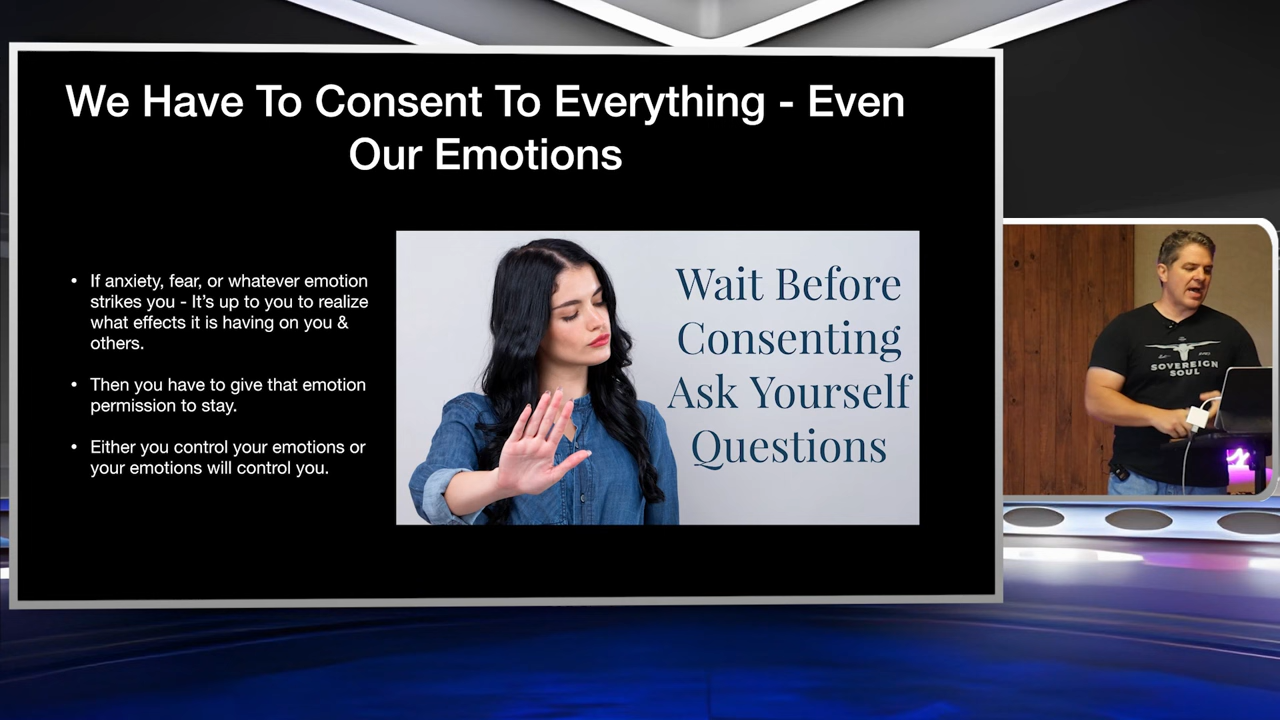 We Have To Consent To Everything - Even
Our Emotions
• If anxiety, fear, or whatever emotion
strikes you - It's up to you to realize
what effects it is having on you &
others.
• Then you have to give that emotion
permission to stay.
• Either you control your emotions or
your emotions will control you.
Wait Before
Consenting
Ask Yourself
Questions
SOVEREIGN
SOUL